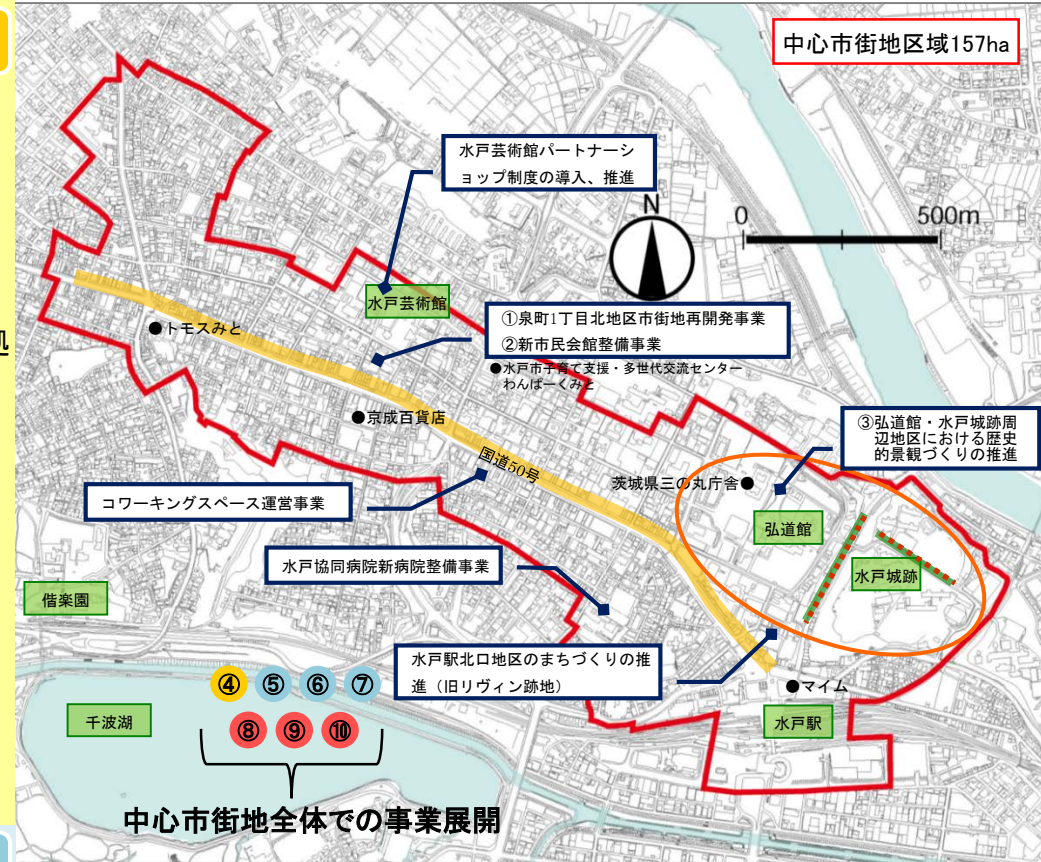 中心市街地区域157ha
水戸芸術館パートナーシ
ョップ制度の導入、推進
N
0
500m
水戸芸術館
①泉町1丁目北地区市街地再開発事業
②新市民会館整備事業
●トモスみと
処
●水戸市子育て支援・多世代交流センター
わんぱーくみと
●京成百貨店
③弘道館・水戸城跡周
辺地区における歴史
的景観づくりの推進
国道50号
茨城県三の丸庁舎●
コワーキングスペース運営事業
弘道館
水戸協同病院新病院整備事業
水戸城跡
偕楽園
水戸駅北口地区のまちづくりの推
進（旧リヴィン跡地）
④ ⑤ ⑥ ⑦
●マイム
千波湖
⑧ ⑨ ⑩
水戸駅
中心市街地全体での事業展開